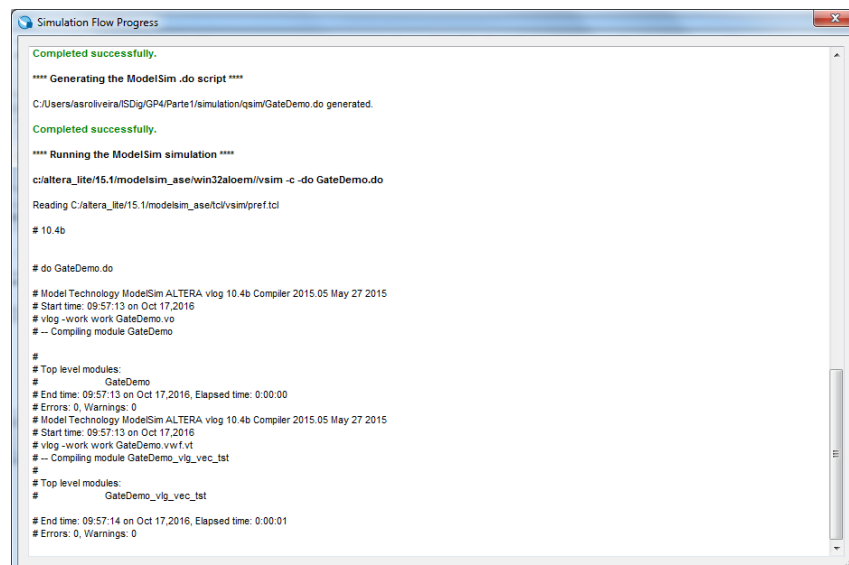 Simulation Flow Progress
Completed successfully.
**** Generating the ModelSim .do script ****
C:/Users/asroliveira/ISDig/GP4/Parte1/simulation/qsim/GateDemo.do generated.
Completed successfully.
**** Running the ModelSim simulation ****
c:/altera_lite/15.1/modelsim_ase/win32aloem//vsim -c -do GateDemo.do
Reading C:/altera_lite/15.1/modelsim_ase/tcl/vsim/pref.tcl
# 10.4b
# do GateDemo.do
# Model Technology ModelSim ALTERA vlog 10.4b Compiler 2015.05 May 27 2015
# Start time: 09:57:13 on Oct 17,2016
# vlog -work work GateDemo.vo
# -- Compiling module GateDemo
#
# Top level modules:
# GateDemo
# End time: 09:57:13 on Oct 17,2016, Elapsed time: 0:00:00
# Errors: 0, Warnings: 0
# Model Technology ModelSim ALTERA vlog 10.4b Compiler 2015.05 May 27 2015
# Start time: 09:57:13 on Oct 17,2016
# vlog -work work GateDemo.vwf.vt
# -- Compiling module GateDemo_vlg_vec_tst
#
# Top level modules:
# GateDemo_vlg_vec_tst
# End time: 09:57:14 on Oct 17,2016, Elapsed time: 0:00:01
# Errors: 0, Warnings: 0